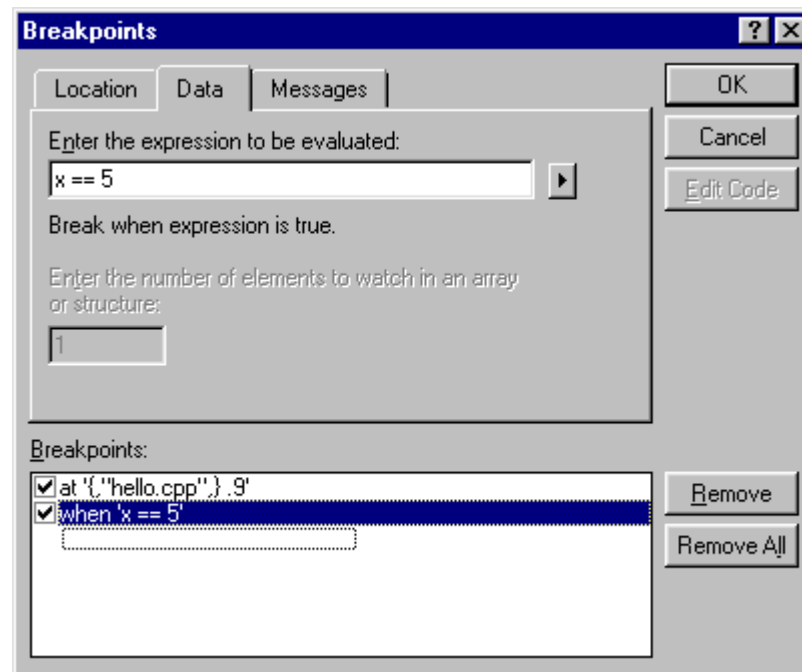 Breakpoints
Location Data Messages
OK
Cancel
Edit Code
Enter the expression to be evaluated:
x == 5
Break when expression is true.
Enter the number of elements to watch in an array
or structure:
1
Breakpoints:
at '{,"hello.cpp",} .9'
when 'x == 5'
Remove
Remove All